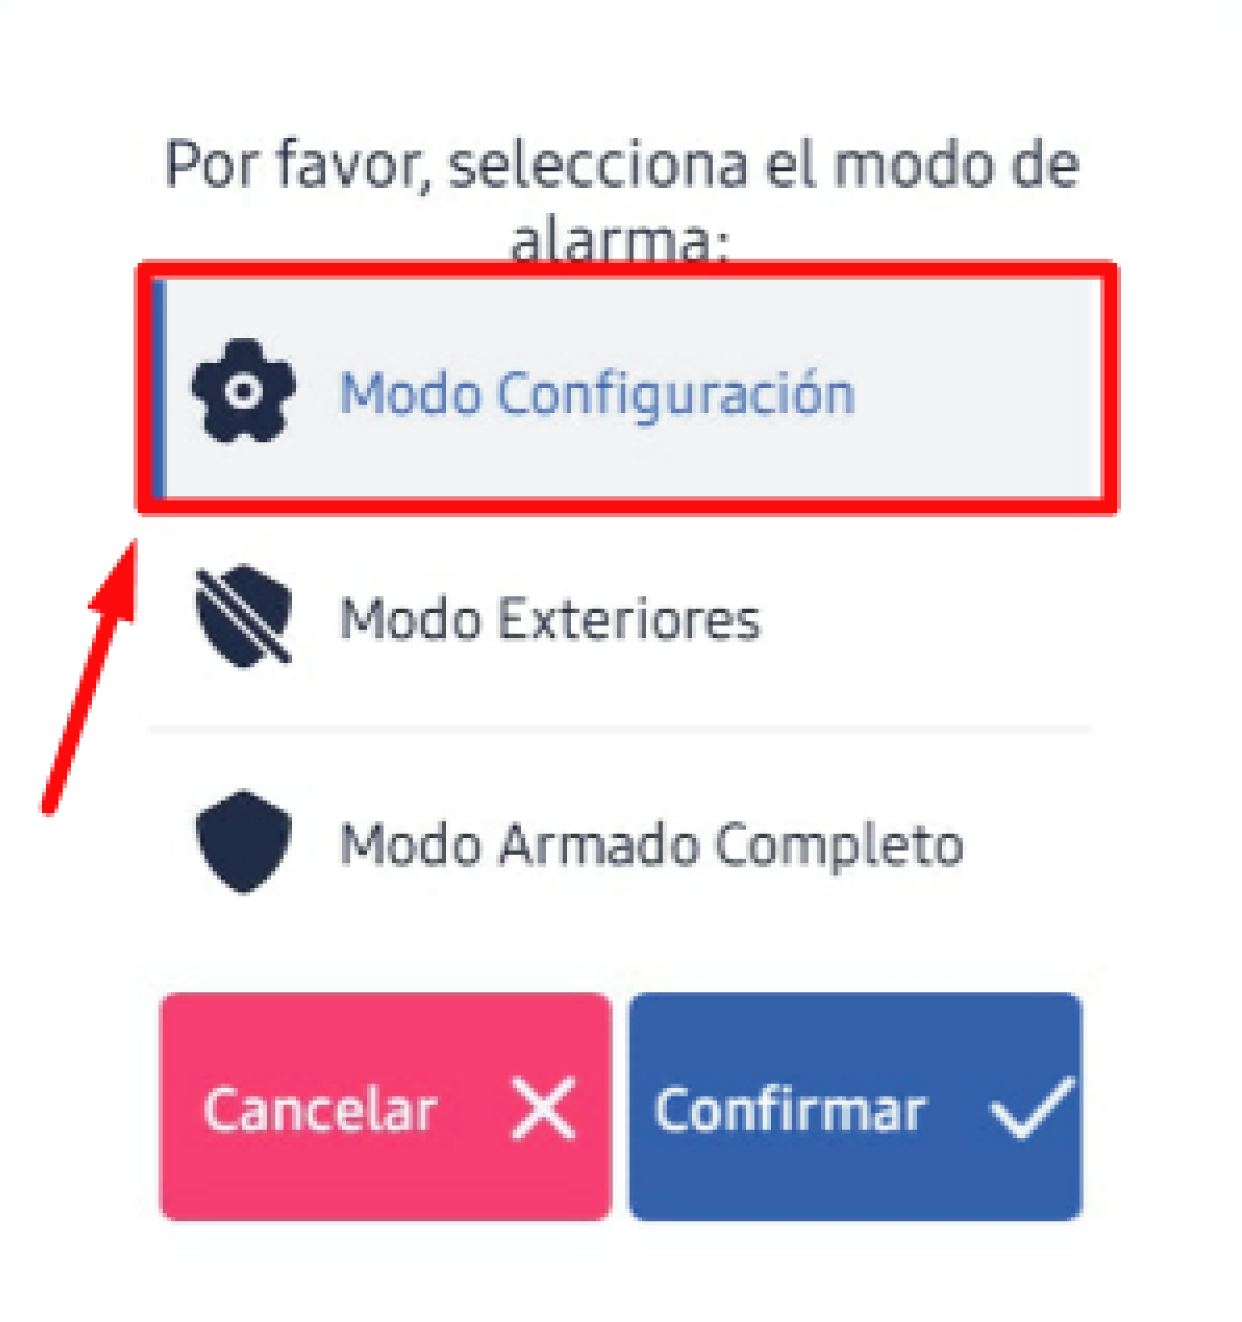 Por favor, selecciona el modo de
alarma:
Modo Configuración
Modo Exteriores
Modo Armado Completo
Cancelar
Confirmar